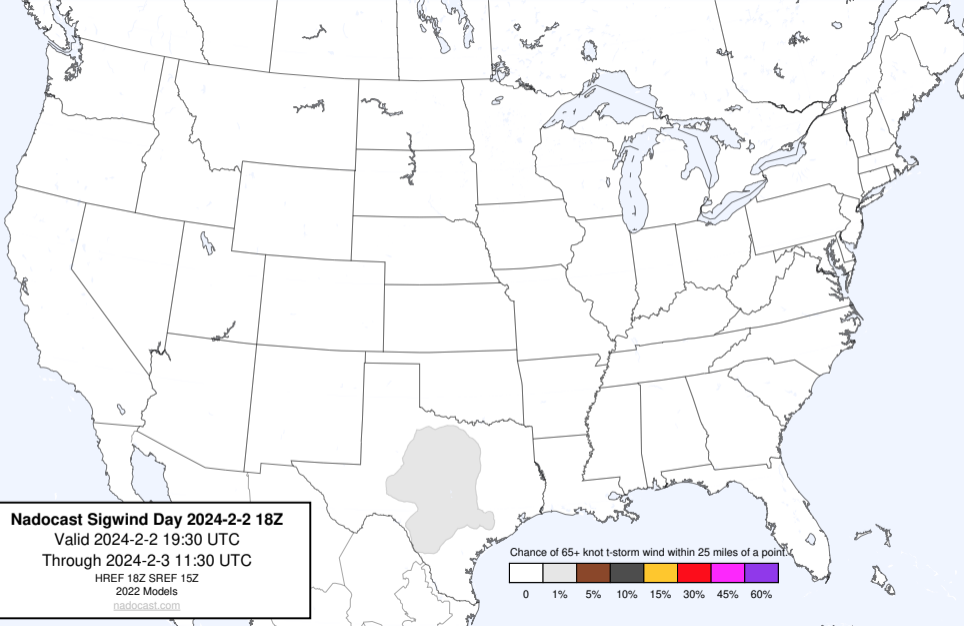 Nadocast Sigwind Day 2024-2-2 18Z
Valid 2024-2-2 19:30 UTC
Through 2024-2-3 11:30 UTC
HREF 18Z SREF 15Z
2022 Models
nadocast.com
Chance of 65+ knot t-storm wind within 25 miles of a point.
0 1% 5% 10% 15% 30% 45% 60%